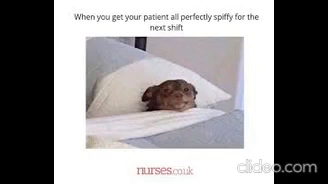 When you get your patient all perfectly spiffy for the
next shift
nurses.co.uk
clideo.com